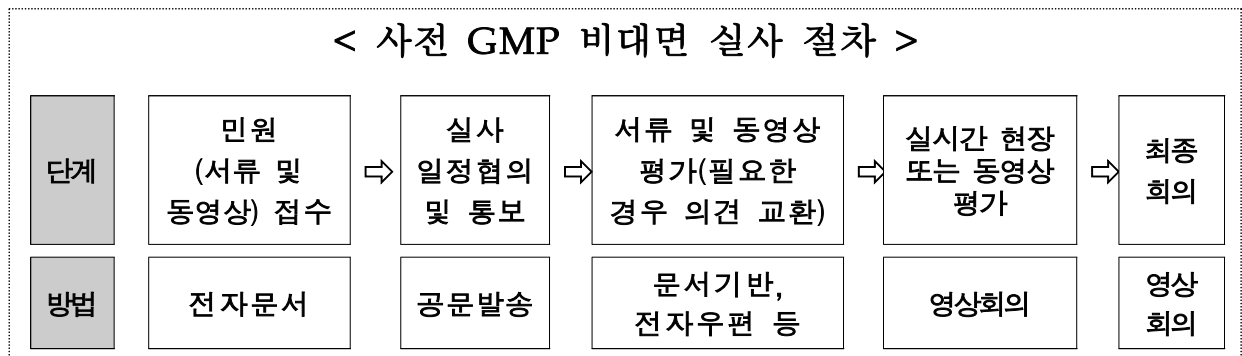 < 사전 GMP 비대면 실사 절차 >
단계
민원
(서류 및
동영상) 접수
⇨
실사
일정협의
및 통보
⇨
서류 및 동영상
평가(필요한
경우 의견 교환)
⇨
실시간 현장
또는 동영상
평가
⇨
최종
회의
방법
전자문서
공문발송
문서기반,
전자우편 등
영상회의
영상
회의